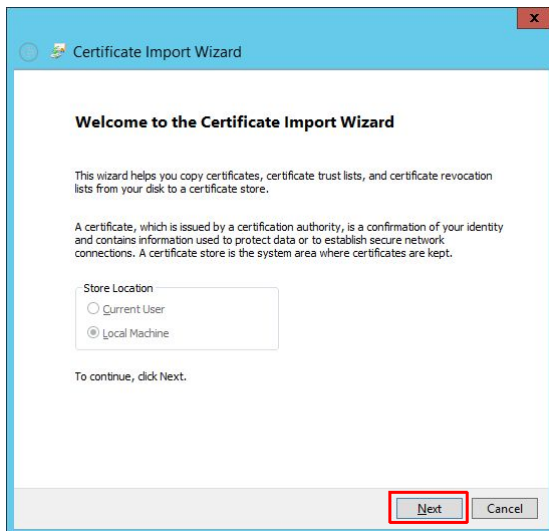 x
Certificate Import Wizard
Welcome to the Certificate Import Wizard
This wizard helps you copy certificates, certificate trust lists, and certificate revocation
lists from your disk to a certificate store.
A certificate, which is issued by a certification authority, is a confirmation of your identity
and contains information used to protect data or to establish secure network
connections. A certificate store is the system area where certificates are kept.
Store Location
Current User
Local Machine
To continue, click Next.
Next Cancel